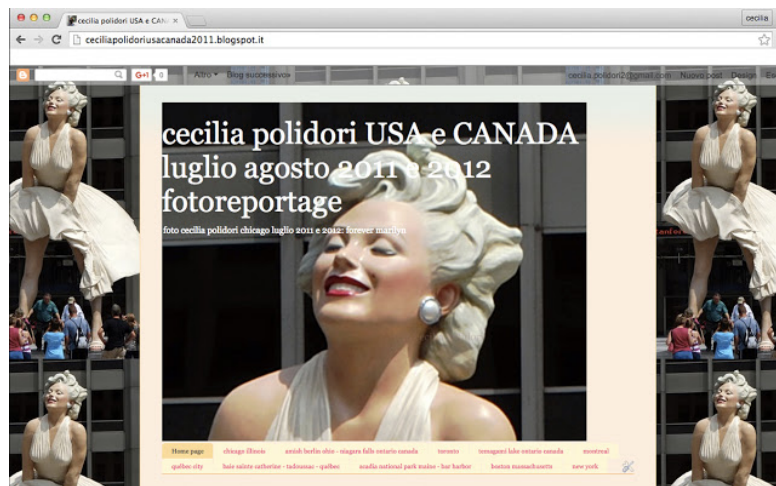 cecilia polidori USA e CAN
cecilia
ceciliapolidoriusacanada2011.blogspot.it
G+1 0 Altro Blog successivo» cecilia.polidori2@gmail.com Nuovo post Design Es
cecilia polidori USA e CANADA
luglio agosto 2011 e 2012
fotoreportage
foto cecilia polidori chicago luglio 2011 e 2012: forever marilyn
Home page chicago illinois amish berlin ohio - niagara falls ontario canada toronto temagami lake ontario canada montreal
québec city baie sainte catherine - tadoussac - québec acadia national park maine - bar harbor boston massachusetts new york